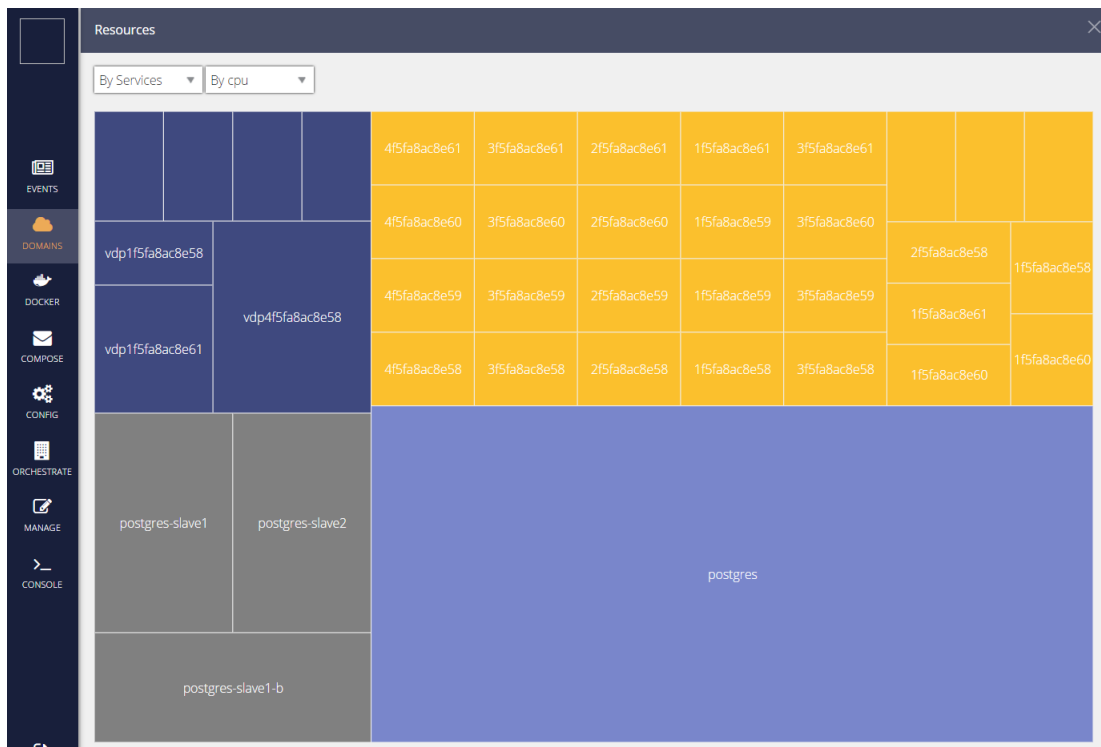 Resources
By Services
By cpu
EVENTS
DOMAINS
DOCKER
COMPOSE
CONFIG
ORCHESTRATE
MANAGE
CONSOLE
vdp1f5fa8ac8e58
vdp4f5fa8ac8e58
vdp1f5fa8ac8e61
4f5fa8ac8e61 3f5fa8ac8e61 2f5fa8ac8e61 1f5fa8ac8e61 3f5fa8ac8e61
4f5fa8ac8e60 3f5fa8ac8e60 2f5fa8ac8e60 1f5fa8ac8e59 3f5fa8ac8e60
4f5fa8ac8e59 3f5fa8ac8e59 2f5fa8ac8e59 1f5fa8ac8e59 3f5fa8ac8e59
4f5fa8ac8e58 3f5fa8ac8e58 2f5fa8ac8e58 1f5fa8ac8e58 3f5fa8ac8e58
2f5fa8ac8e58
1f5fa8ac8e58
1f5fa8ac8e61
1f5fa8ac8e60
1f5fa8ac8e60
postgres-slave1
postgres-slave2
postgres-slave1-b
postgres